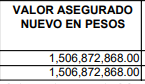 VALOR ASEGURADO
NUEVO EN PESOS
1,506,872,868.00
1,506,872,868.00